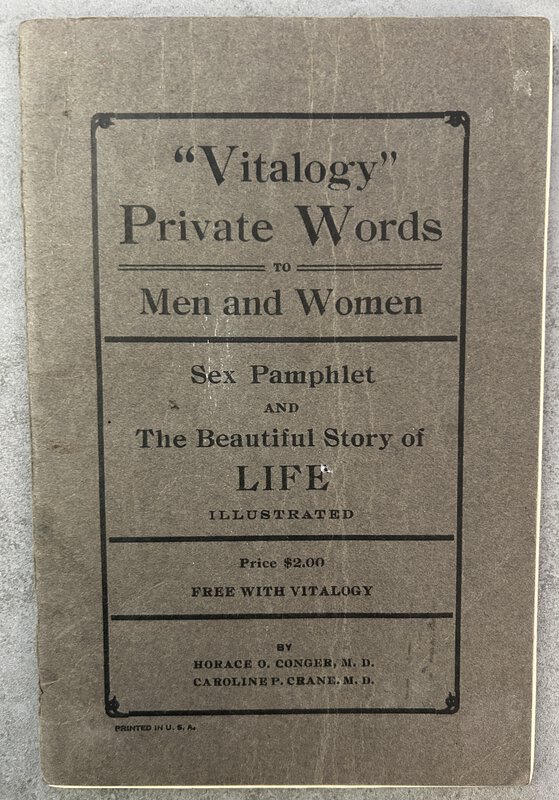 "Vitalogy"
Private Words
TO
Men and Women
Sex Pamphlet
AND
The Beautiful Story of
LIFE
ILLUSTRATED
Price $2.00
FREE WITH VITALOGY
BY
HORACE O. CONGER, M. D.
CAROLINE P. CRANE, M. D.
PRINTED IN U. S. A.